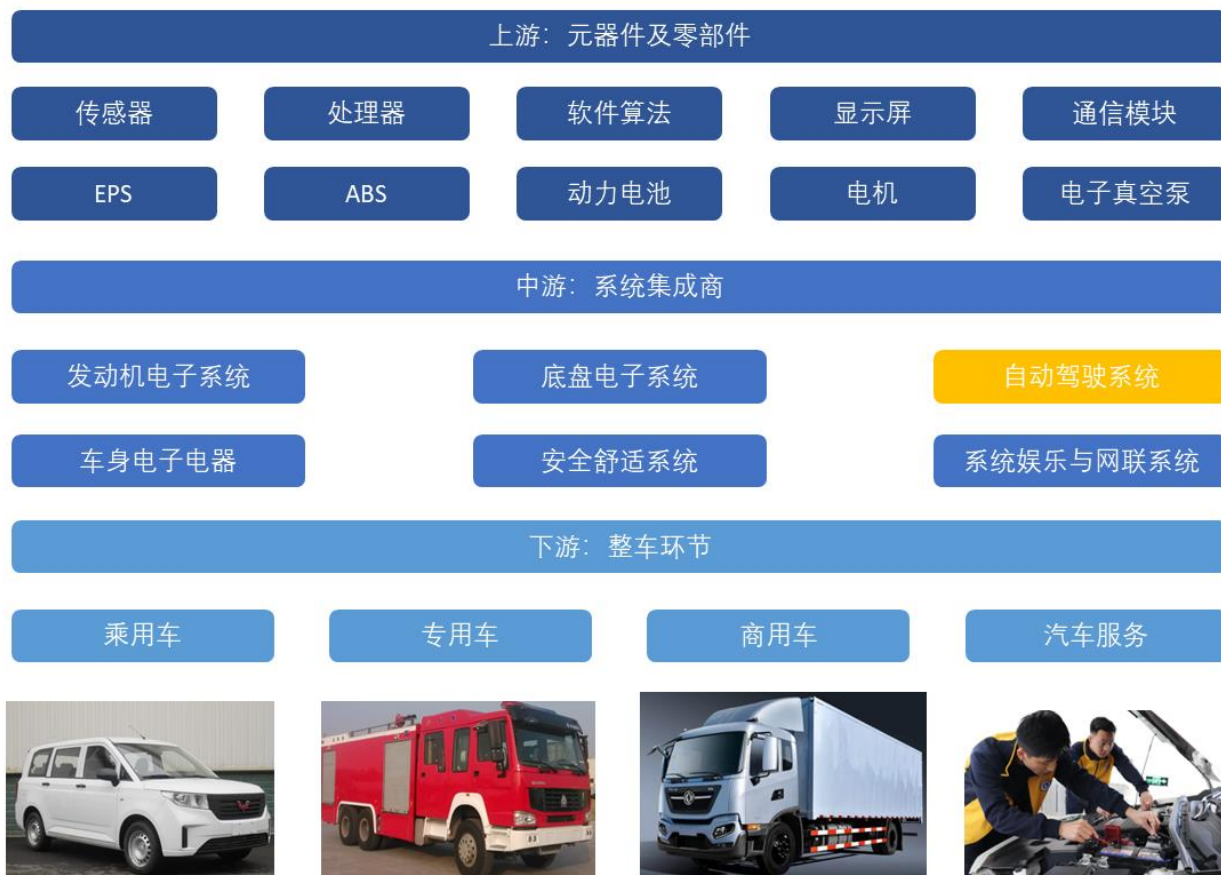 上游：元器件及零部件
传感器 处理器 软件算法 显示屏 通信模块
EPS ABS 动力电池 电机 电子真空泵
中游：系统集成商
发动机电子系统 底盘电子系统 自动驾驶系统
车身电子电器 安全舒适系统 系统娱乐与网联系统
下游：整车环节
乘用车 专用车 商用车 汽车服务